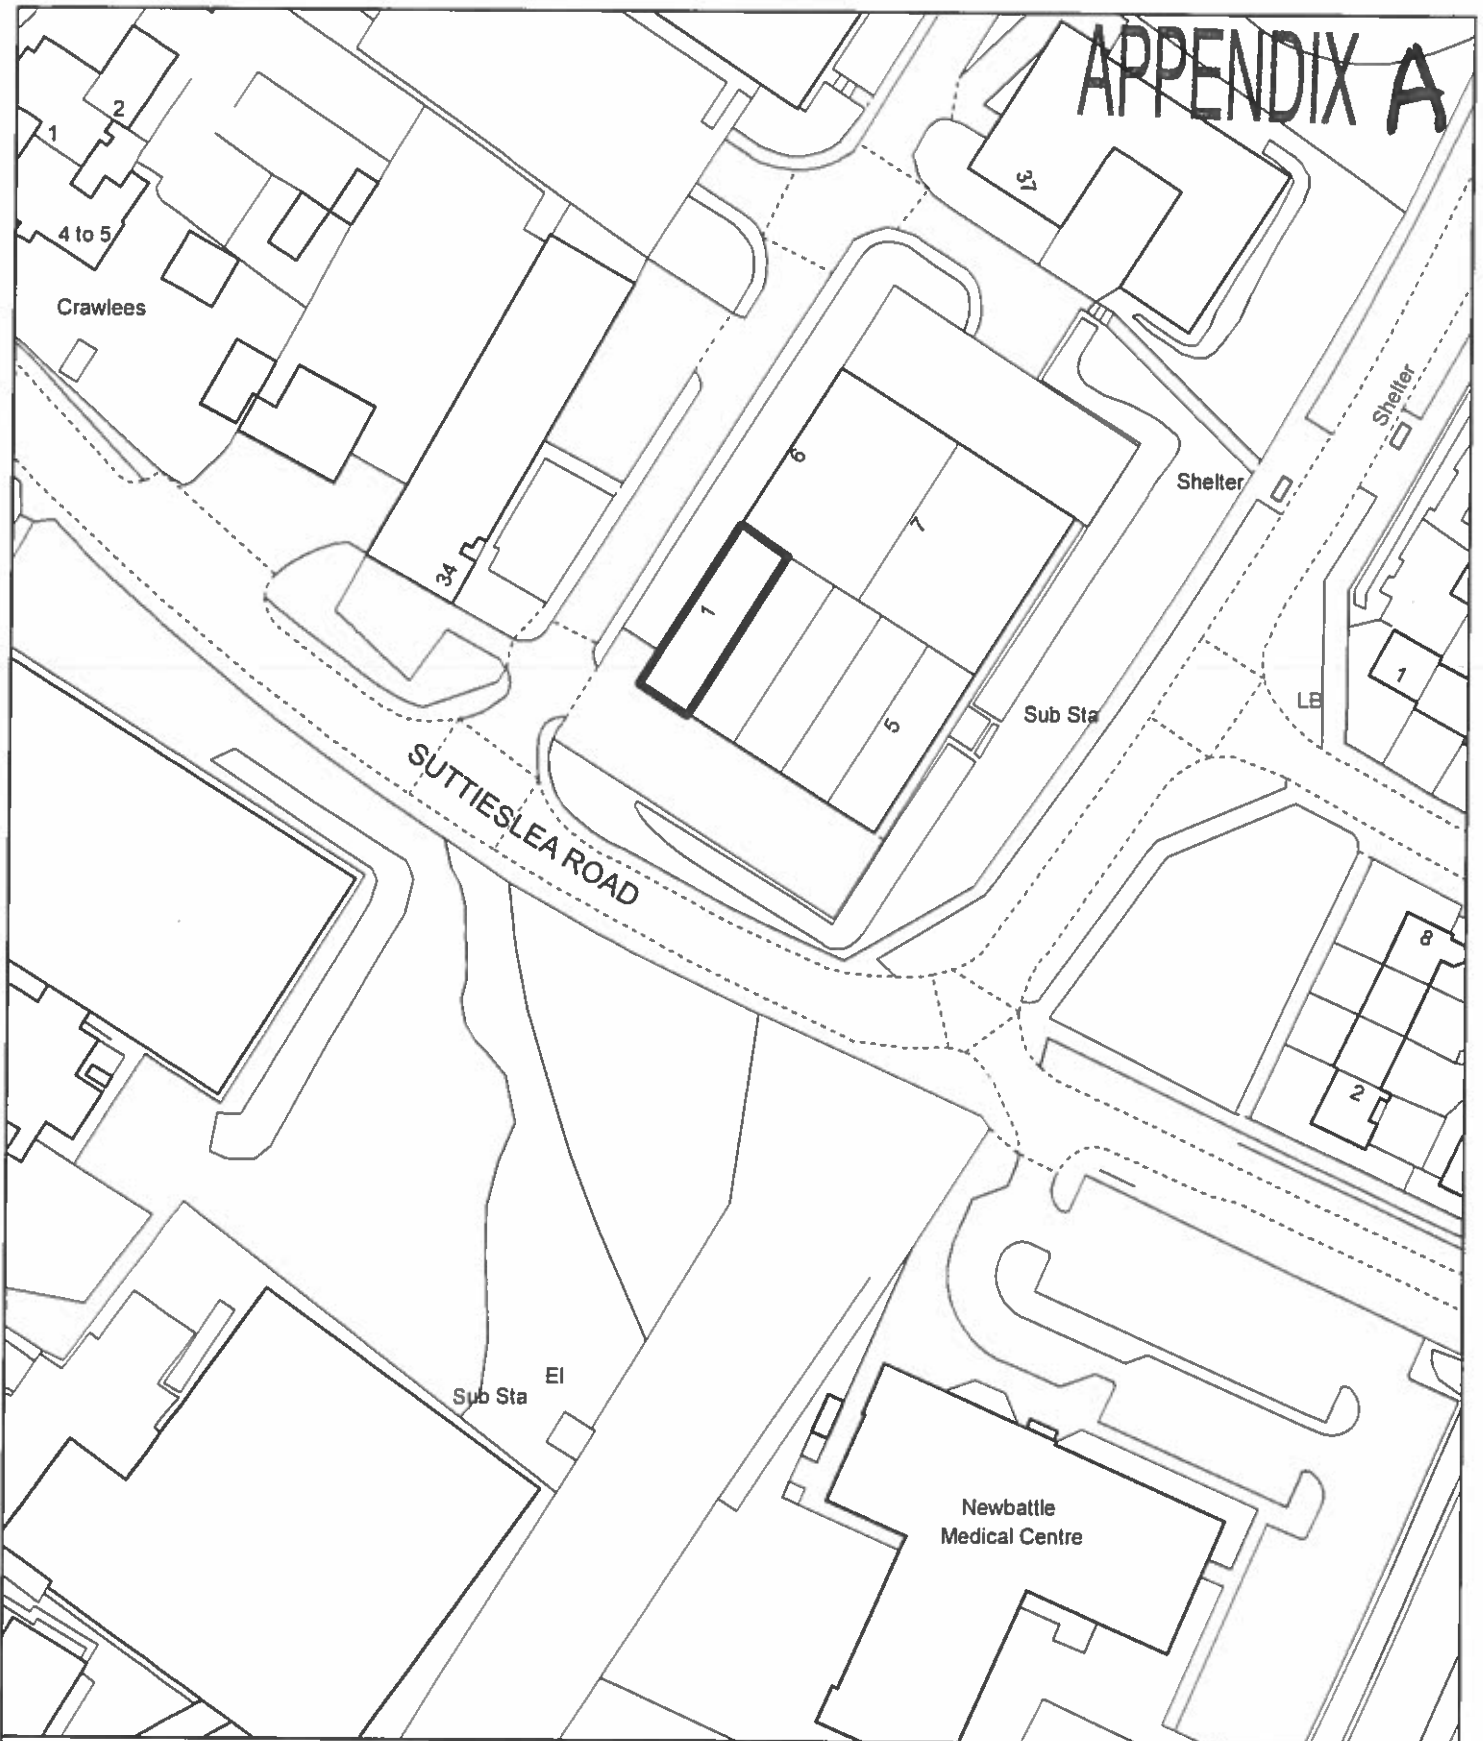 APPENDIX A
2
1
4 to 5
Crawlees
37
Shelter
6
Shelter
7
34
1
1
LB
Sub Sta
5
SUTTIESLEA ROAD
8
2
El
Sub Sta
Newbattle
Medical Centre